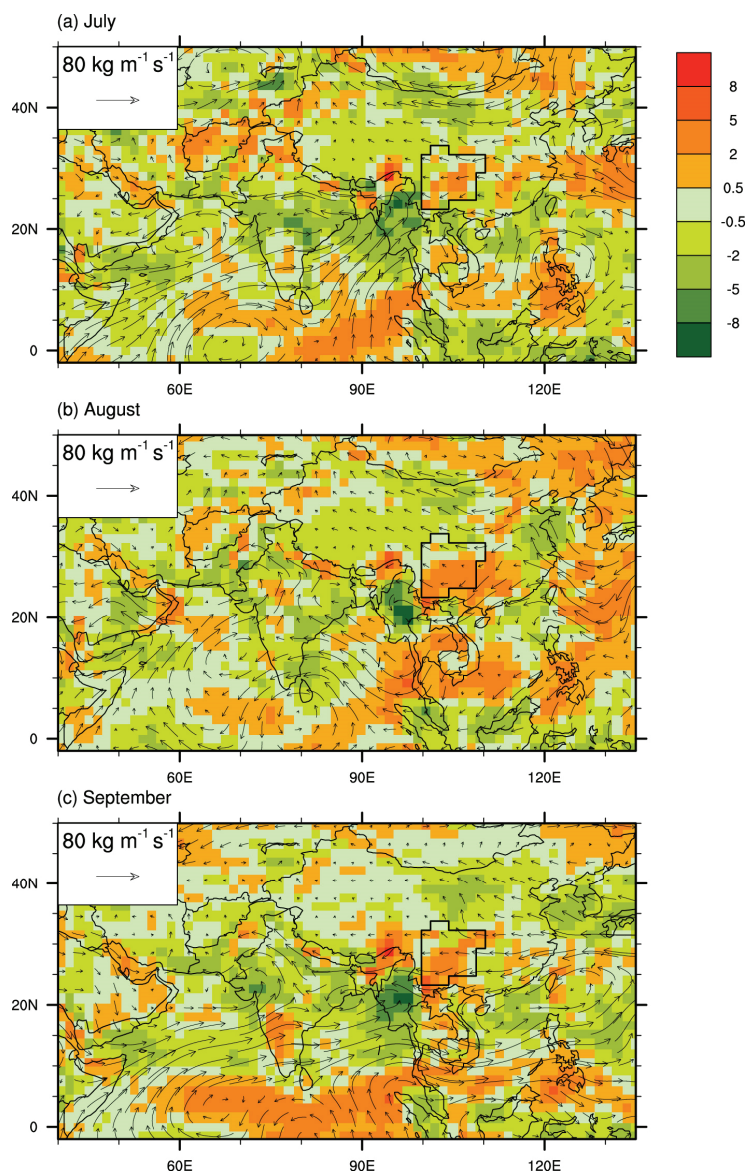 (a) July
80 kg m⁻¹ s⁻¹
40N
20N
0
60E
90E
120E
8
5
2
0.5
-0.5
-2
-5
-8
(b) August
80 kg m⁻¹ s⁻¹
40N
20N
0
60E
90E
120E
(c) September
80 kg m⁻¹ s⁻¹
40N
20N
0
60E
90E
120E